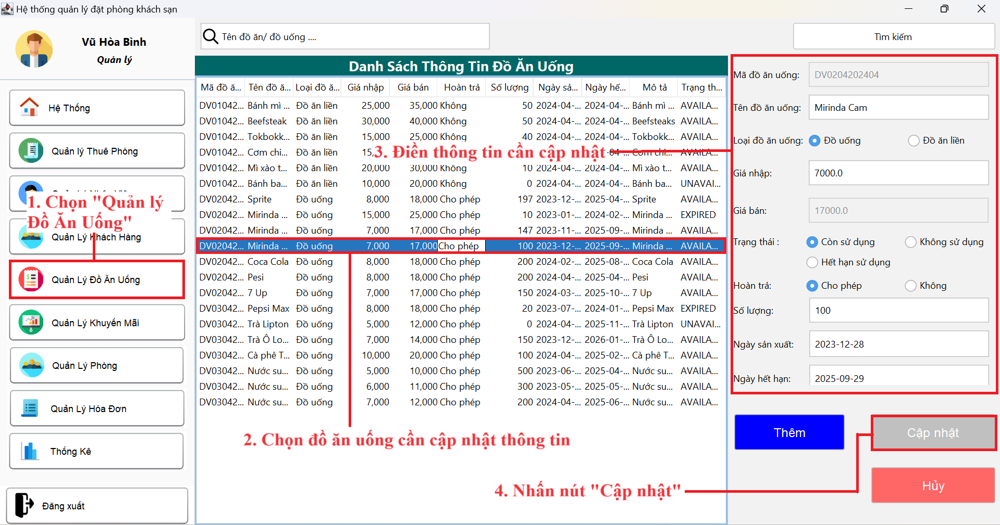 Hệ thống quản lý đặt phòng khách sạn
Vũ Hòa Bình
Quản lý
Hệ Thống
Quản lý Thuê Phòng
1. Chọn "Quản lý
Đồ Ăn Uống"
Quản Lý Khách Hàng
Quản Lý Đồ Ăn Uống
Quản Lý Khuyến Mãi
Quản Lý Phòng
Quản Lý Hóa Đơn
Thống Kê
Đăng xuất
Tên đồ ăn/ đồ uống ....
Tìm kiếm
Danh Sách Thông Tin Đồ Ăn Uống
Mã đồ ă... Tên đồ ă... Loại đồ ă... Giá nhập Giá bán Hoàn trả Số lượng Ngày sả... Ngày hế... Mô tả Trạng th...
DV01042... Bánh mì ... Đồ ăn liền 25,000 35,000 Không 50 2024-04-... 2024-04-... Bánh mì ... AVAILA...
DV01042... Beefsteak Đồ ăn liền 30,000 40,000 Không 50 2024-04-... 2024-04-... Beefsteaks AVAILA...
DV01042... Tokbokk... Đồ ăn liền 15,000 25,000 Không 40 2024-04-... 2024-04-... Tokbokk... AVAILA...
DV01042... Cơm chi... Đồ ăn liền 15, -04-... Cơm chi... AVAILA...
3. Điền thông tin cần cập nhật
DV01042... Mì xào t... Đồ ăn liền 20,000 30,000 Không 10 2024-04-... 2024-04-... Mì xào t... AVAILA...
DV01042... Bánh ba... Đồ ăn liền 10,000 20,000 Không 0 2024-04-... 2024-04-... Bánh ba... UNAVAI...
DV02042... Sprite Đồ uống 8,000 18,000 Cho phép 197 2023-12-... 2025-04-... Sprite AVAILA...
DV02042... Mirinda ... Đồ uống 15,000 25,000 Cho phép 10 2023-01-... 2024-02-... Mirinda ... EXPIRED
DV02042... Mirinda ... Đồ uống 7,000 17,000 Cho phép 147 2023-11-... 2025-09-... Mirinda ... AVAILA...
DV02042... Mirinda ... Đồ uống 7,000 17,000 Cho phép 100 2023-12-... 2025-09-... Mirinda ... AVAILA...
DV02042... Coca Cola Đồ uống 8,000 18,000 Cho phép 200 2024-02-... 2025-08-... Coca Cola AVAILA...
DV02042... Pesi Đồ uống 8,000 18,000 Cho phép 200 2024-04-... 2025-04-... Pesi AVAILA...
DV02042... 7 Up Đồ uống 7,000 17,000 Cho phép 150 2024-03-... 2025-10-... 7 Up AVAILA...
DV03042... Pepsi Max Đồ uống 8,000 18,000 Cho phép 20 2023-07-... 2024-01-... Pepsi Max EXPIRED
DV03042... Trà Lipton Đồ uống 5,000 12,000 Cho phép 0 2024-04-... 2025-11-... Trà Lipton UNAVAI...
DV03042... Trà Ô Lo... Đồ uống 7,000 14,000 Cho phép 150 2023-12-... 2026-01-... Trà Ô Lo... AVAILA...
DV03042... Cà phê T... Đồ uống 10,000 20,000 Cho phép 100 2024-04-... 2025-02-... Cà phê T... AVAILA...
DV03042... Nước su... Đồ uống 5,000 10,000 Cho phép 500 2023-06-... 2025-04-... Nước su... AVAILA...
DV03042... Nước su... Đồ uống 6,000 11,000 Cho phép 300 2023-05-... 2025-05-... Nước su... AVAILA...
DV03042... Nước su... Đồ uống 7,000 12,000 Cho phép 200 2024-04-... 2025-06-... Nước su... AVAILA...
2. Chọn đồ ăn uống cần cập nhật thông tin
4. Nhấn nút "Cập nhật"
Mã đồ ăn uống: DV0204202404
Tên đồ ăn uống: Mirinda Cam
Loại đồ ăn uống: Đồ uống Đồ ăn liền
Giá nhập: 7000.0
Giá bán: 17000.0
Trạng thái : Còn sử dụng Không sử dụng
Hết hạn sử dụng
Hoàn trả: Cho phép Không
Số lượng: 100
Ngày sản xuất: 2023-12-28
Ngày hết hạn: 2025-09-29
Thêm
Cập nhật
Hủy